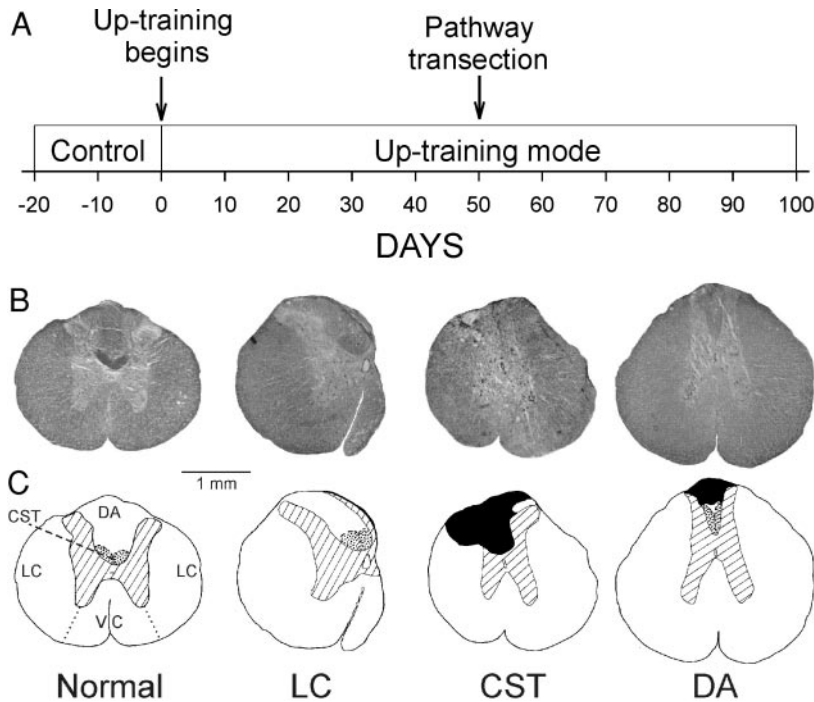 A
Up-training
begins
Pathway
transection
Control
Up-training mode
-20 -10 0 10 20 30 40 50 60 70 80 90 100
DAYS
B
C
1 mm
CST
DA
LC
LC
V C
Normal
LC
CST
DA